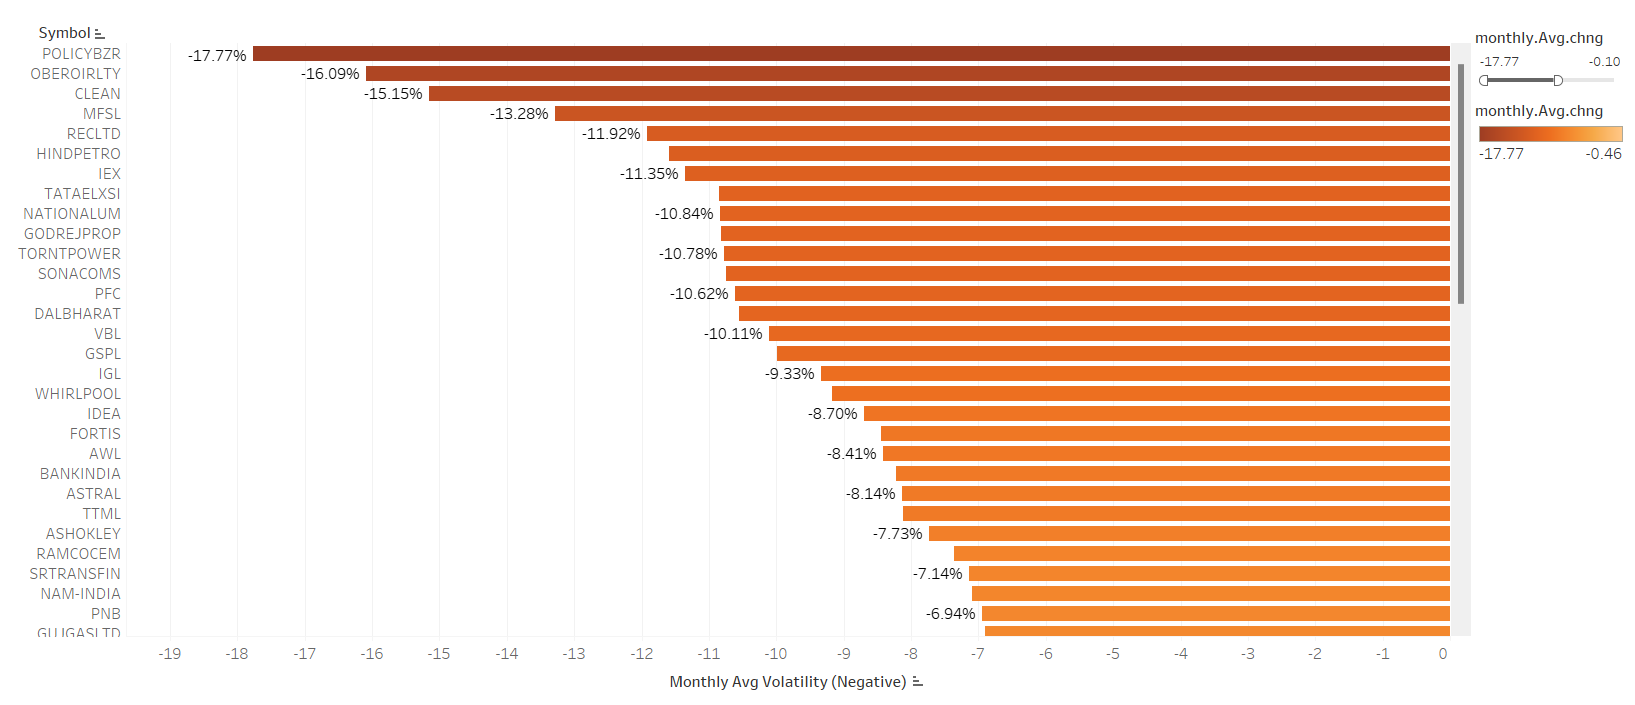 Symbol
POLICYBZR -17.77%
OBEROIRLTY -16.09%
CLEAN -15.15%
MFSL -13.28%
RECLTD -11.92%
HINDPETRO
IEX -11.35%
TATAELXSI
NATIONALUM -10.84%
GODREJPROP
TORNTPOWER -10.78%
SONACOMS
PFC -10.62%
DALBHARAT
VBL -10.11%
GSPL
IGL -9.33%
WHIRLPOOL
IDEA -8.70%
FORTIS
AWL -8.41%
BANKINDIA
ASTRAL -8.14%
TTML
ASHOKLEY -7.73%
RAMCOCEM
SRTRANSFIN -7.14%
NAM-INDIA
PNB -6.94%
GUJGASLTD
-19 -18 -17 -16 -15 -14 -13 -12 -11 -10 -9 -8 -7 -6 -5 -4 -3 -2 -1 0
Monthly Avg Volatility (Negative)
monthly.Avg.chng
-17.77 -0.10
monthly.Avg.chng
-17.77 -0.46